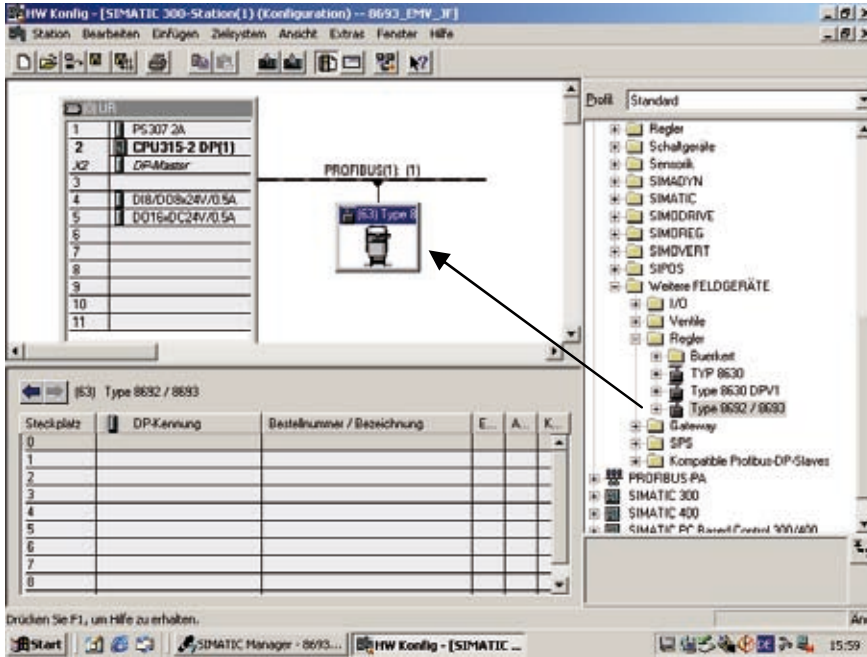 HW Konfig - [SIMATIC 300-Station(1) (Konfiguration) -- 8693_EMV_JF]
Station Bearbeiten Einfügen Zielsystem Ansicht Extras Fenster Hilfe
(0) UR
1 PS307 2A
2 CPU315-2 DP(1)
X2 DP-Master
3
4 DI8/DO8x24V/0.5A
5 DO16xDC24V/0.5A
6
7
8
9
10
11
PROFIBUS(1): (1)
(63) Type 8
Profil Standard
Regler
Schaltgeräte
Sensorik
SIMADYN
SIMATIC
SIMODRIVE
SIMOREG
SIMOVERT
SIPOS
Weitere FELDGERÄTE
I/O
Ventile
Regler
Buerkert
TYP 8630
Type 8630 DPV1
Type 8692 / 8693
Gateway
SPS
Kompatible Profibus-DP-Slaves
PROFIBUS-PA
SIMATIC 300
SIMATIC 400
SIMATIC PC Based Control 300/400
(63) Type 8692 / 8693
Steckplatz DP-Kennung Bestellnummer / Bezeichnung E... A... K...
0
1
2
3
4
5
6
7
8
Drücken Sie F1, um Hilfe zu erhalten. Än
Start SIMATIC Manager - 8693... HW Konfig - [SIMATIC ... DE 15:59